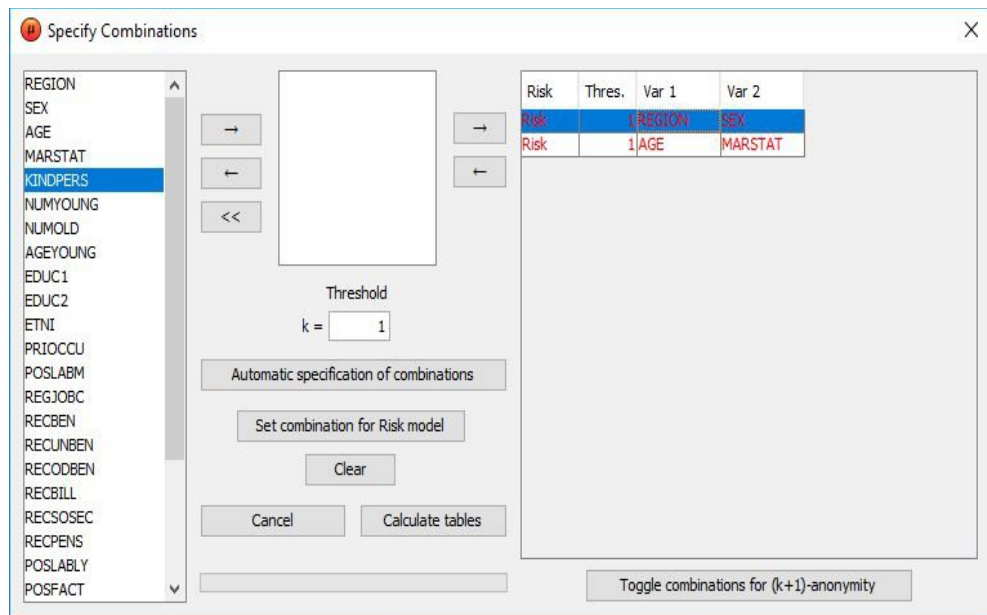 Specify Combinations
REGION
SEX
AGE
MARSTAT
KINDPERS
NUMYOUNG
NUMOLD
AGEYOUNG
EDUC1
EDUC2
ETNI
PRIOCCU
POSLABM
REGJOBC
RECBEN
RECUNBEN
RECODBEN
RECBILL
RECSOSEC
RECPENS
POSLABLY
POSFACT
→
←
<<
→
←
Threshold
k = 1
Automatic specification of combinations
Set combination for Risk model
Clear
Cancel Calculate tables
Risk Thres. Var 1 Var 2
Risk 1 REGION SEX
Risk 1 AGE MARSTAT
Toggle combinations for (k+1)-anonymity